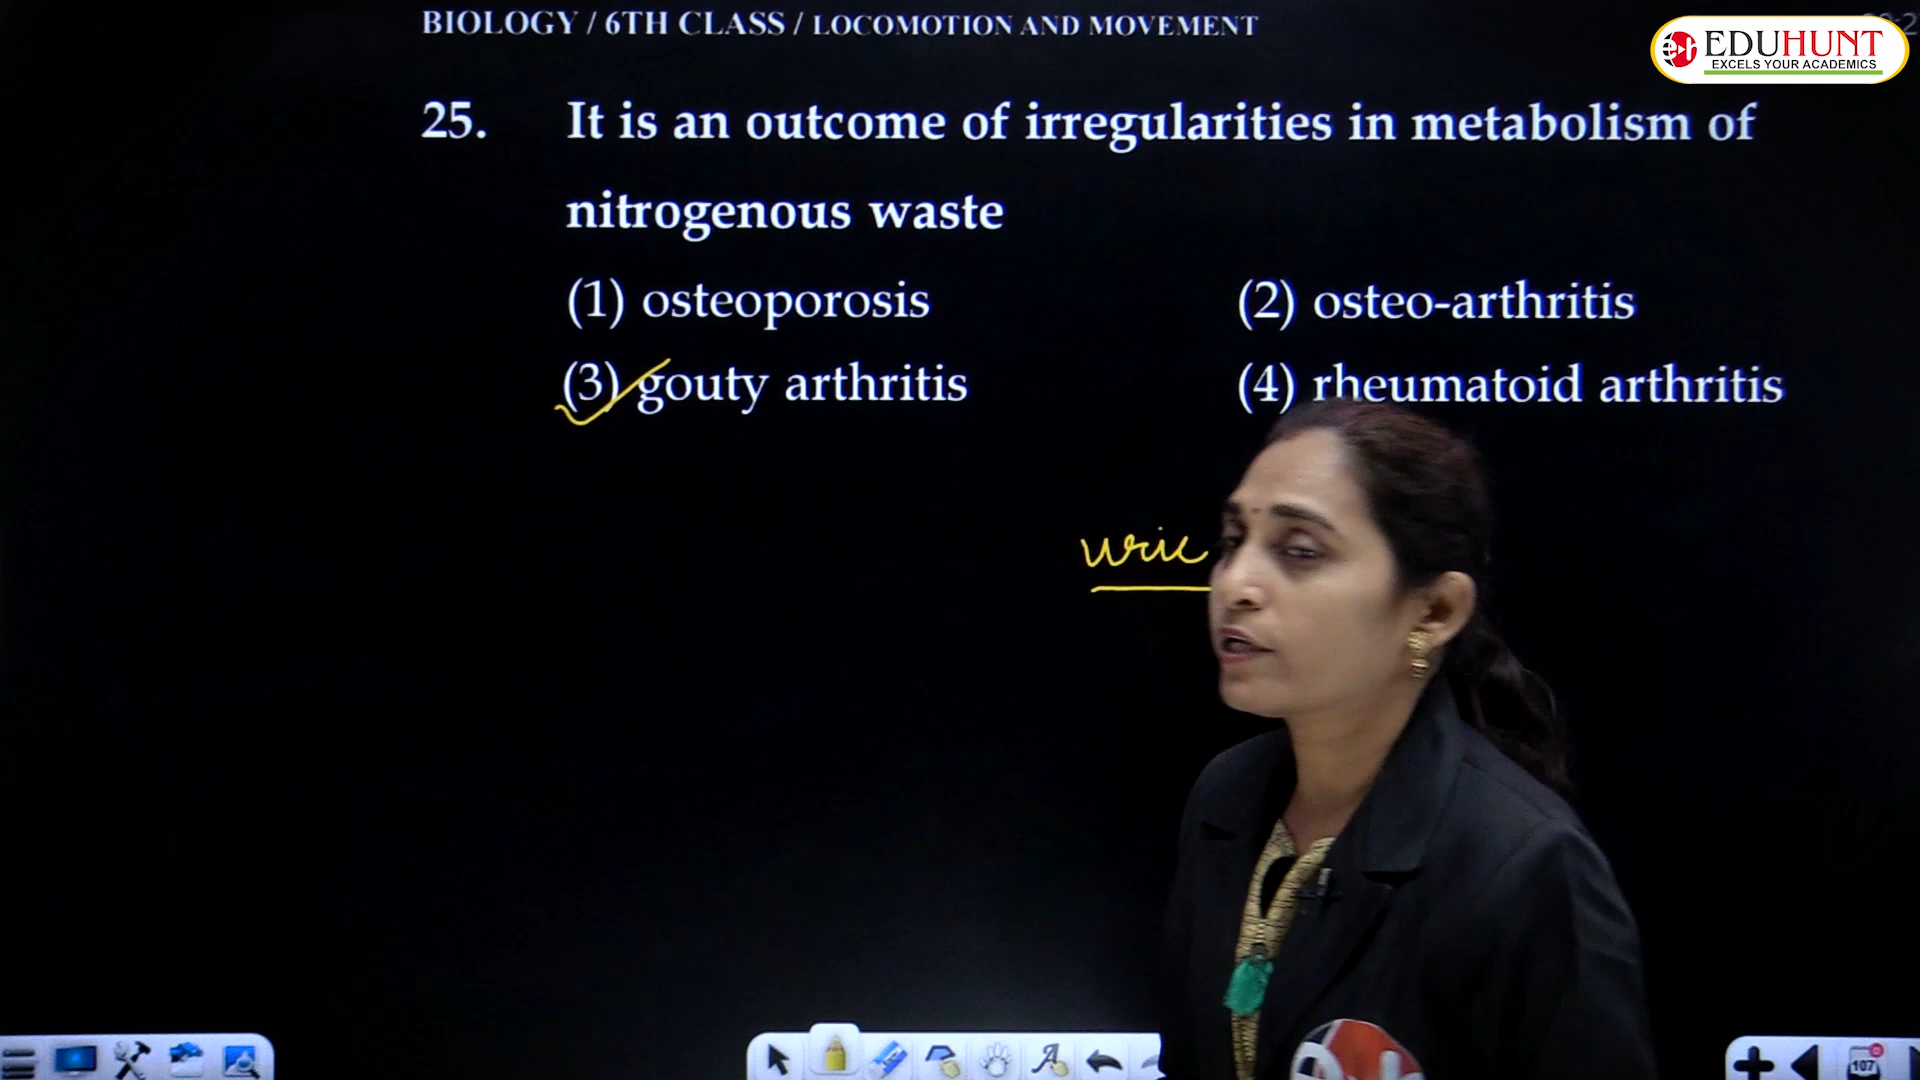 BIOLOGY / 6TH CLASS / LOCOMOTION AND MOVEMENT
EDUHUNT
EXCELS YOUR ACADEMICS
25. It is an outcome of irregularities in metabolism of
nitrogenous waste
(1) osteoporosis (2) osteo-arthritis
(3) gouty arthritis (4) rheumatoid arthritis
uric
107